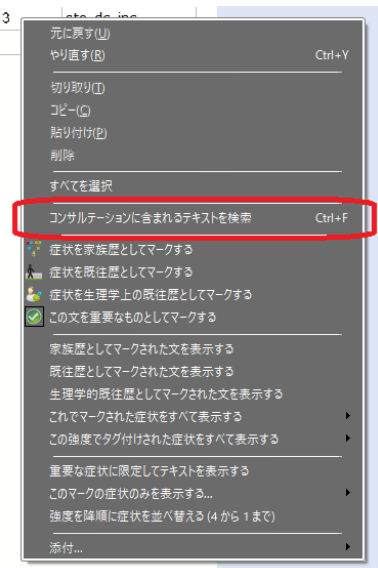 3
元に戻す(U)
やり直す(R) Ctrl+Y
切り取り(T)
コピー(C)
貼り付け(P)
削除
すべてを選択
コンサルテーションに含まれるテキストを検索 Ctrl+F
症状を家族歴としてマークする
症状を既往歴としてマークする
症状を生理学上の既往歴としてマークする
この文を重要なものとしてマークする
家族歴としてマークされた文を表示する
既往歴としてマークされた文を表示する
生理学的既往歴としてマークされた文を表示する
これでマークされた症状をすべて表示する
この強度でタグ付けされた症状をすべて表示する
重要な症状に限定してテキストを表示する
このマークの症状のみを表示する...
強度を降順に症状を並べ替える (4 から 1 まで)
添付...